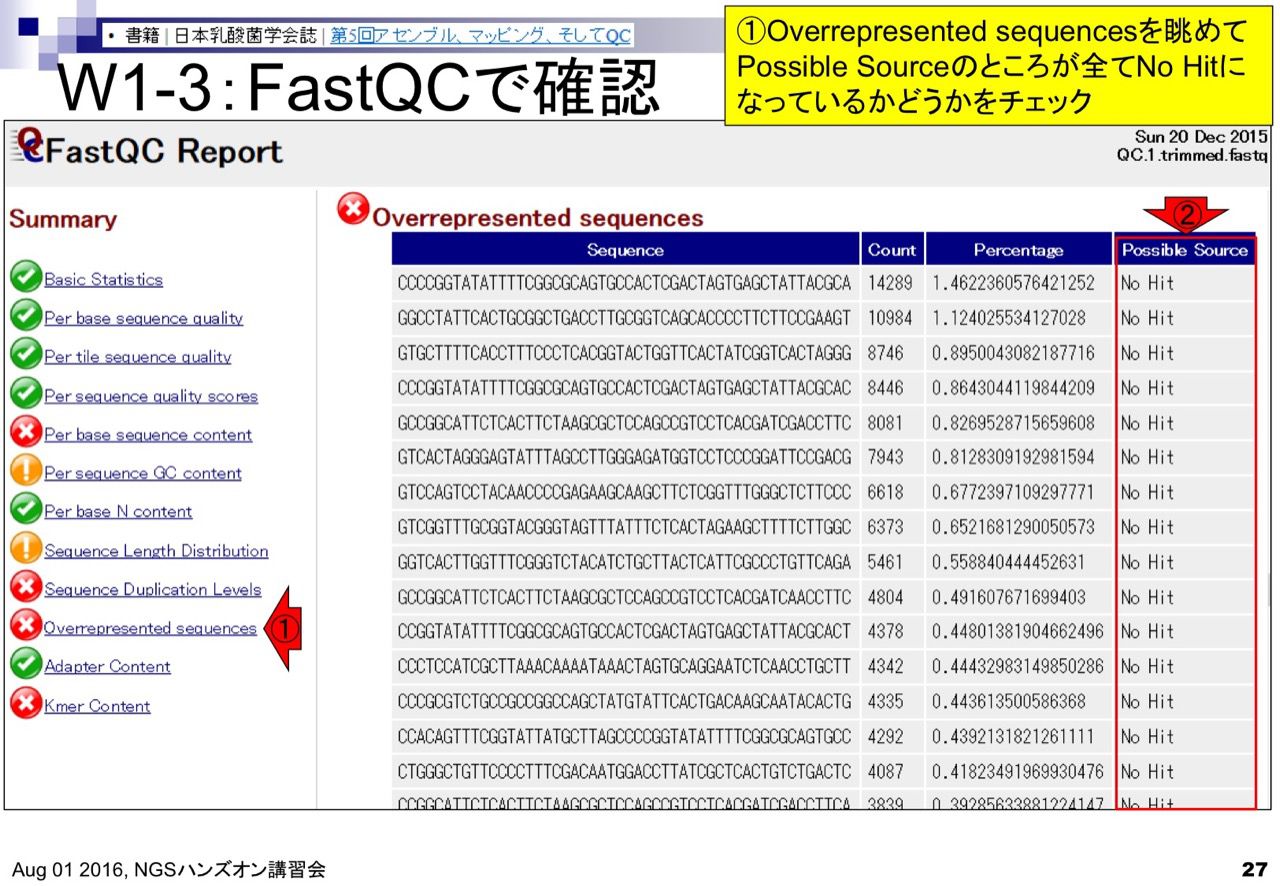 • 書籍 | 日本乳酸菌学会誌 | 第5回アセンブル、マッピング、そしてQC
W1-3：FastQCで確認
①Overrepresented sequencesを眺めて
Possible Sourceのところが全てNo Hitに
なっているかどうかをチェック
FastQC Report
Sun 20 Dec 2015
QC.1.trimmed.fastq
Summary
Basic Statistics
Per base sequence quality
Per tile sequence quality
Per sequence quality scores
Per base sequence content
Per sequence GC content
Per base N content
Sequence Length Distribution
Sequence Duplication Levels
Overrepresented sequences ①
Adapter Content
Kmer Content
Overrepresented sequences
②
Sequence Count Percentage Possible Source
CCCCGGTATATTTTCGGCGCAGTGCCACTCGACTAGTGAGCTATTACGCA 14289 1.4622360576421252 No Hit
GGCCTATTCACTGCGGCTGACCTTGCGGTCAGCACCCCTTCTTCCGAAGT 10984 1.124025534127028 No Hit
GTGCTTTTCACCTTTCCCTCACGGTACTGGTTCACTATCGGTCACTAGGG 8746 0.8950043082187716 No Hit
CCCGGTATATTTTCGGCGCAGTGCCACTCGACTAGTGAGCTATTACGCAC 8446 0.8643044119844209 No Hit
GCCGGCATTCTCACTTCTAAGCGCTCCAGCCGTCCTCACGATCGACCTTC 8081 0.8269528715659608 No Hit
GTCACTAGGGAGTATTTAGCCTTGGGAGATGGTCCTCCCGGATTCCGACG 7943 0.8128309192981594 No Hit
GTCCAGTCCTACAACCCCGAGAAGCAAGCTTCTCGGTTTGGGCTCTTCCC 6618 0.6772397109297771 No Hit
GTCGGTTTGCGGTACGGGTAGTTTATTTCTCACTAGAAGCTTTTCTTGGC 6373 0.6521681290050573 No Hit
GGTCACTTGGTTTCGGGTCTACATCTGCTTACTCATTCGCCCTGTTCAGA 5461 0.558840444452631 No Hit
GCCGGCATTCTCACTTCTAAGCGCTCCAGCCGTCCTCACGATCAACCTTC 4804 0.491607671699403 No Hit
CCGGTATATTTTCGGCGCAGTGCCACTCGACTAGTGAGCTATTACGCACT 4378 0.44801381904662496 No Hit
CCCTCCATCGCTTAAACAAAATAAACTAGTGCAGGAATCTCAACCTGCTT 4342 0.44432983149850286 No Hit
CCCGCGTCTGCCGCCGGCCAGCTATGTATTCACTGACAAGCAATACACTG 4335 0.443613500586368 No Hit
CCACAGTTTCGGTATTATGCTTAGCCCCGGTATATTTTCGGCGCAGTGCC 4292 0.4392131821261111 No Hit
CTGGGCTGTTCCCCTTTCGACAATGGACCTTATCGCTCACTGTCTGACTC 4087 0.41823491969930476 No Hit
CCGGCATTCTCACTTCTAAGCGCTCCAGCCGTCCTCACGATCGACCTTCA 3839 0.39285633881224147 No Hit
Aug 01 2016, NGSハンズオン講習会
27